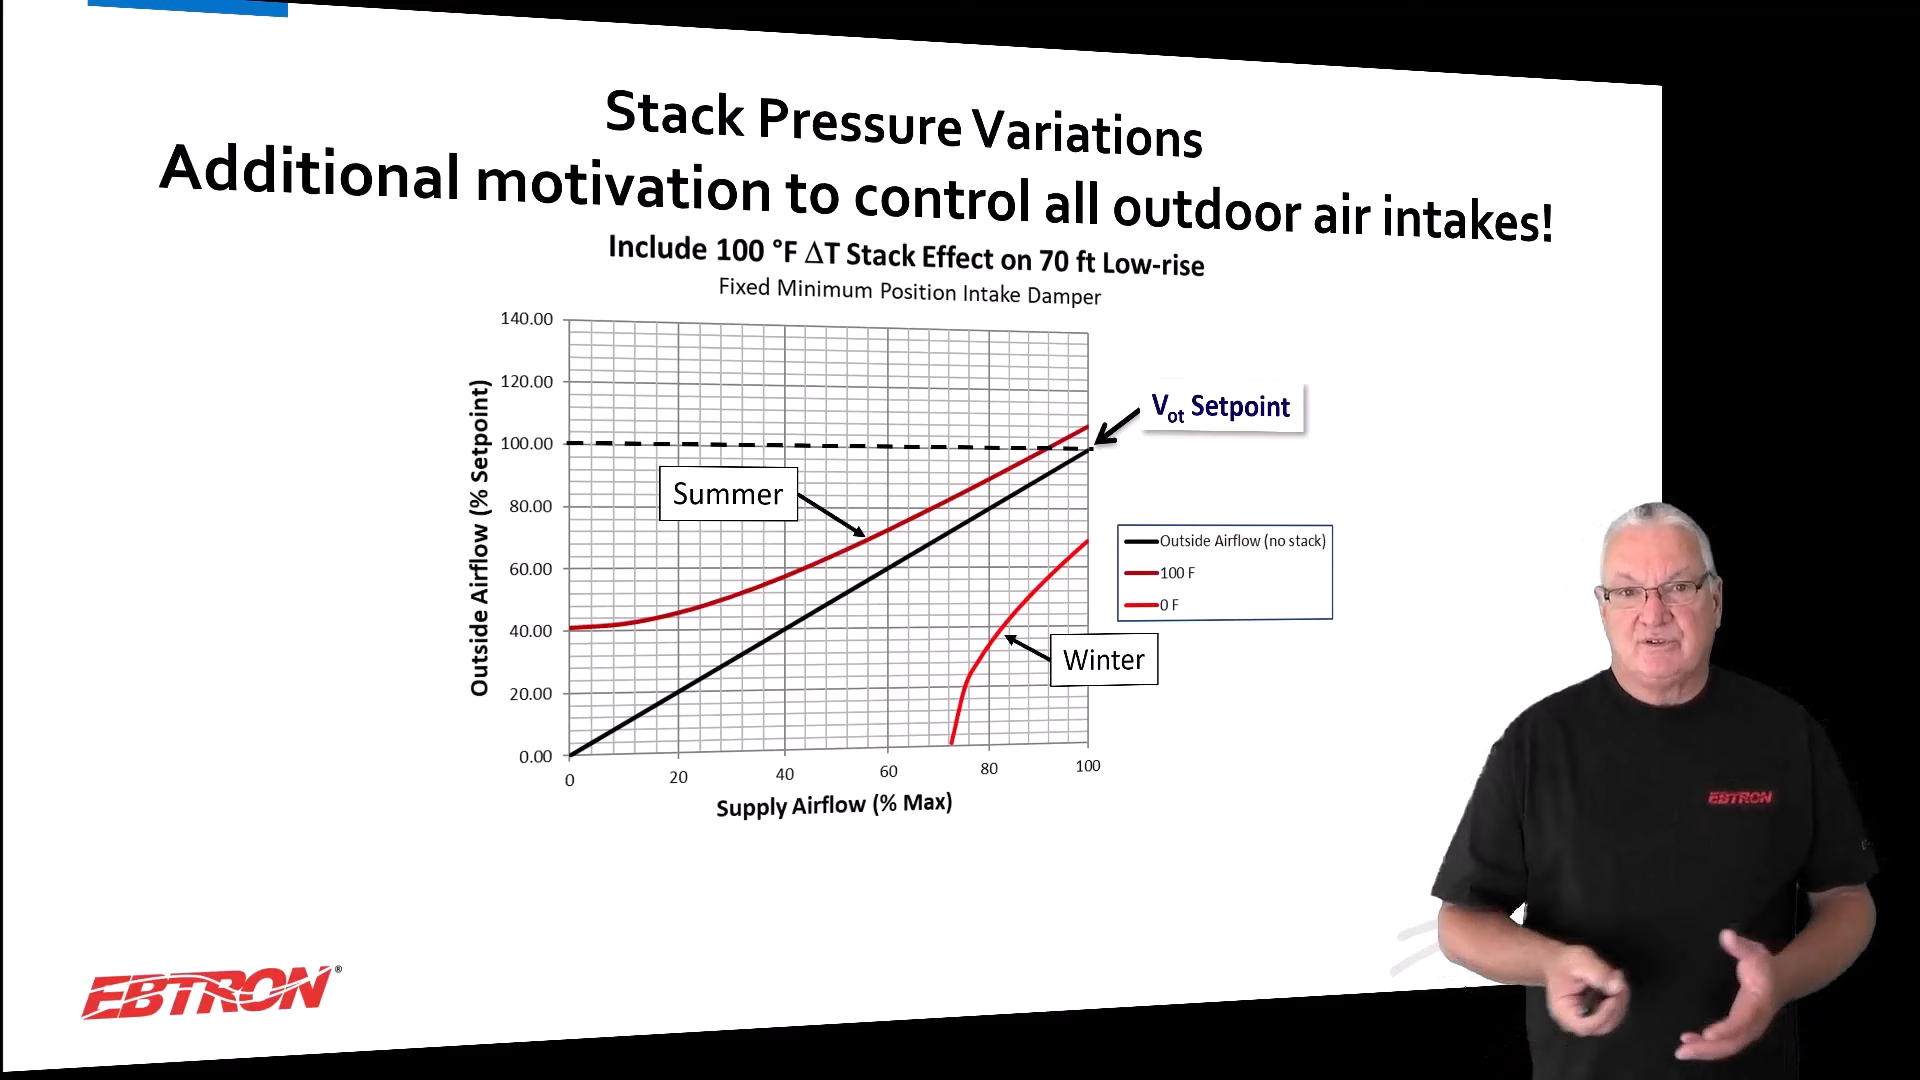 Stack Pressure Variations
Additional motivation to control all outdoor air intakes!
Include 100 °F ΔT Stack Effect on 70 ft Low-rise
Fixed Minimum Position Intake Damper
140.00
120.00
100.00
80.00
60.00
40.00
20.00
0.00
Outside Airflow (% Setpoint)
0 20 40 60 80 100
Supply Airflow (% Max)
Vot Setpoint
Summer
Winter
Outside Airflow (no stack)
100 F
0 F
EBTRON®
EBTRON